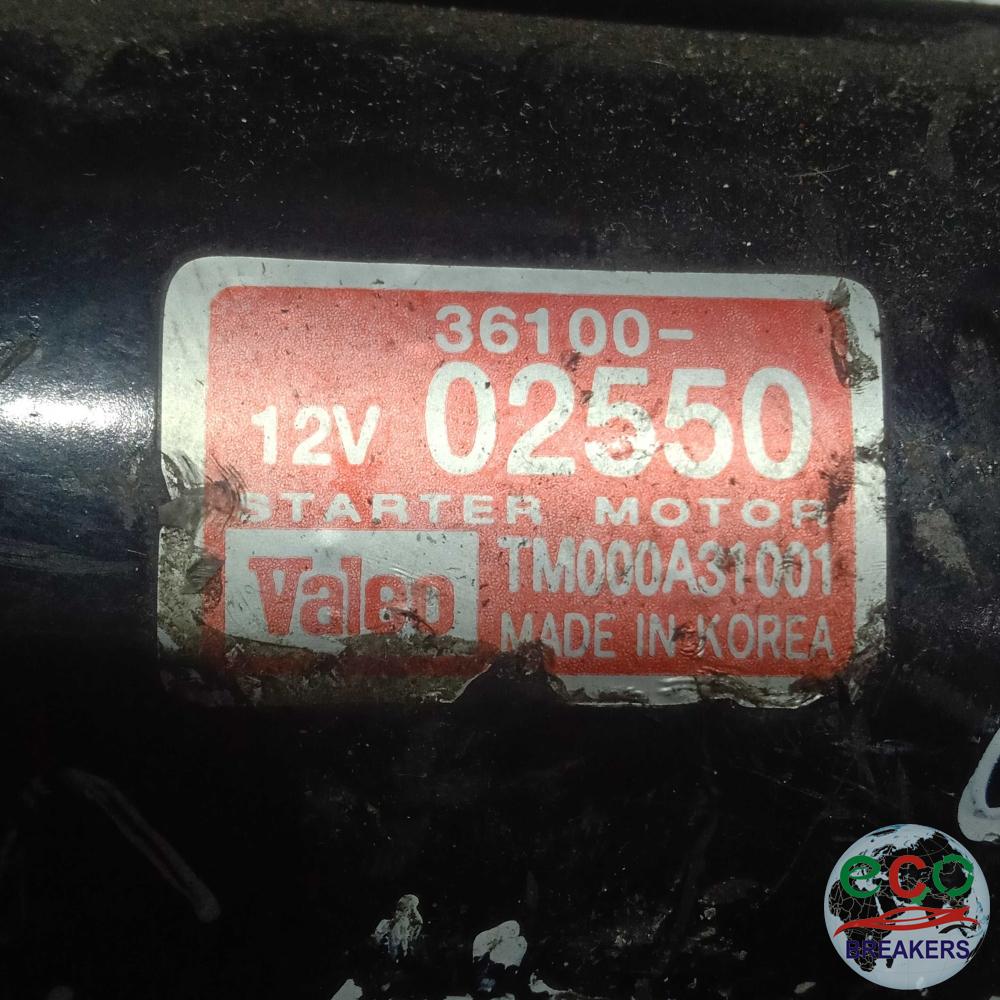 36100-
12V 02550
STARTER MOTOR
Valeo TM000A31001
MADE IN KOREA
eco
BREAKERS